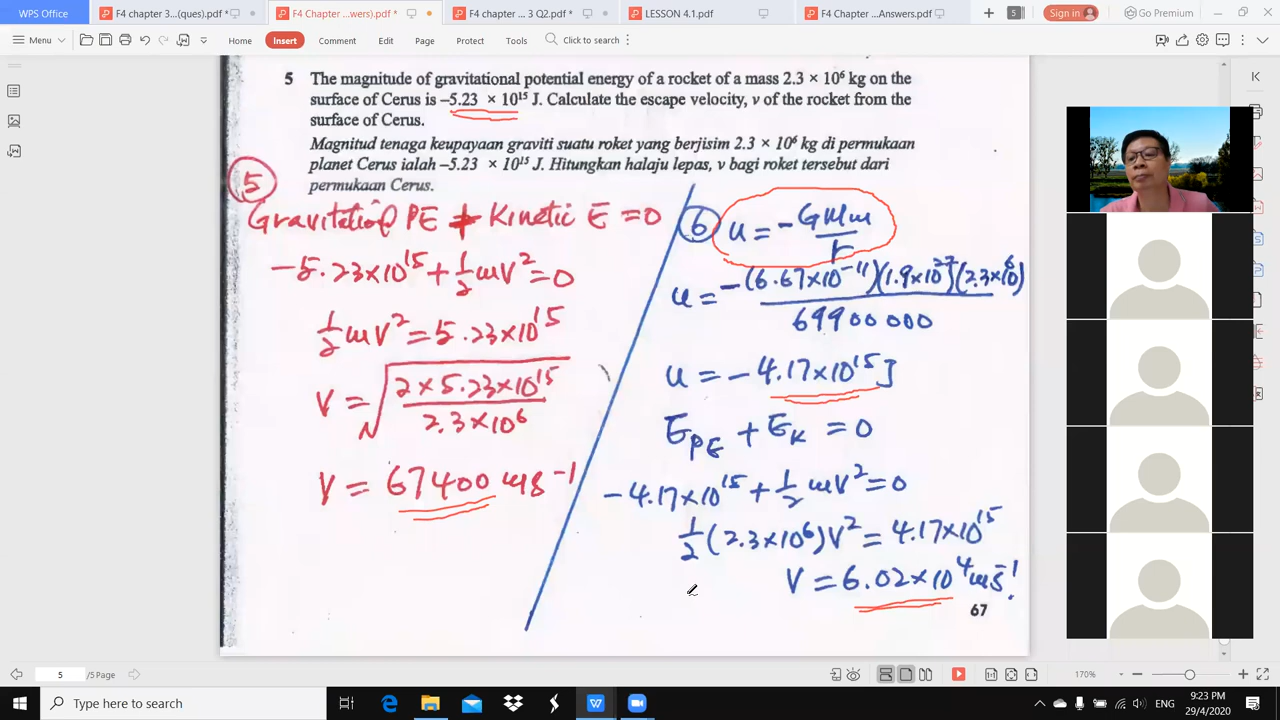 WPS Office
F4 chapter 3...(ques).pdf *
F4 Chapter ...wers).pdf *
F4 chapter ... 3 Q2.pdf *
LESSON 4.1.pdf
F4 Chapter ...Answers.pdf
Sign in
Go Premium
Menu
Home
Insert
Comment
Edit
Page
Protect
Tools
Click to search
5 The magnitude of gravitational potential energy of a rocket of a mass 2.3 × 10⁶ kg on the
surface of Cerus is –5.23 × 10¹⁵ J. Calculate the escape velocity, v of the rocket from the
surface of Cerus.
Magnitud tenaga keupayaan graviti suatu roket yang berjisim 2.3 × 10⁶ kg di permukaan
planet Cerus ialah –5.23 × 10¹⁵ J. Hitungkan halaju lepas, v bagi roket tersebut dari
permukaan Cerus.
5
Gravitation PE + Kinetic E = 0
-5.23×10¹⁵ + ½mV² = 0
½mV² = 5.23×10¹⁵
V = √(2 × 5.23×10¹⁵ / 2.3×10⁶)
V = 67400 ms⁻¹
6 u = -GMm/r
u = -(6.67×10⁻¹¹)(1.9×10²⁷)(2.3×10⁶)
69900000
u = -4.17×10¹⁵J
E_PE + E_K = 0
-4.17×10¹⁵ + ½mV² = 0
½(2.3×10⁶)V² = 4.17×10¹⁵
V = 6.02×10⁴ms⁻¹
67
5
/5 Page
170%
Type here to search
9:23 PM
29/4/2020